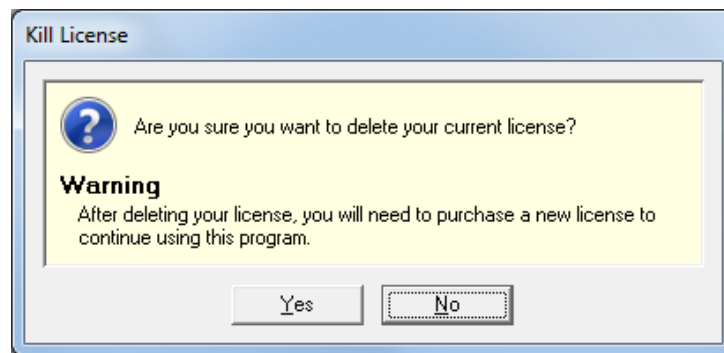 Kill License
Are you sure you want to delete your current license?
Warning
After deleting your license, you will need to purchase a new license to
continue using this program.
Yes
No